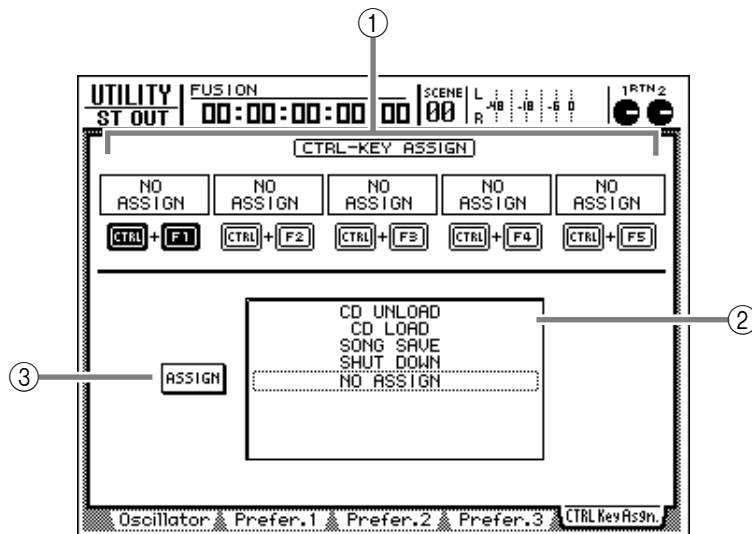 ①
UTILITY
ST OUT
FUSION
00:00:00:00 00
SCENE
00
L
R
-48 -18 -6 0
1 RTN 2
CTRL-KEY ASSIGN
NO ASSIGN
NO ASSIGN
NO ASSIGN
NO ASSIGN
NO ASSIGN
CTRL + F1
CTRL + F2
CTRL + F3
CTRL + F4
CTRL + F5
CD UNLOAD
CD LOAD
SONG SAVE
SHUT DOWN
NO ASSIGN
②
③
ASSIGN
Oscillator Prefer.1 Prefer.2 Prefer.3 CTRL Key Asgn.